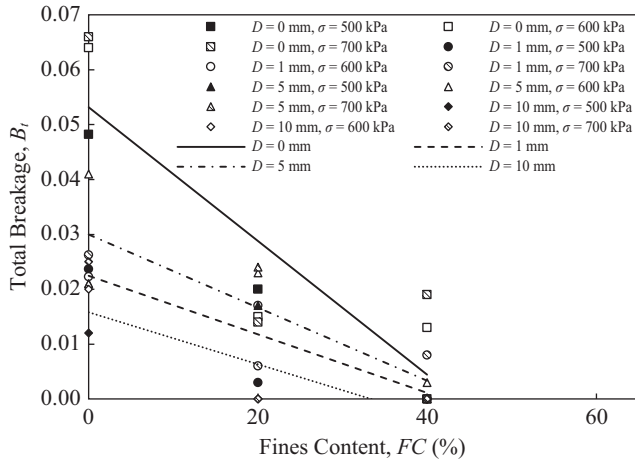 0.07
0.06
0.05
0.04
0.03
0.02
0.01
0.00
Total Breakage, Bt
D = 0 mm, σ = 500 kPa
D = 0 mm, σ = 600 kPa
D = 0 mm, σ = 700 kPa
D = 1 mm, σ = 500 kPa
D = 1 mm, σ = 600 kPa
D = 1 mm, σ = 700 kPa
D = 5 mm, σ = 500 kPa
D = 5 mm, σ = 600 kPa
D = 5 mm, σ = 700 kPa
D = 10 mm, σ = 500 kPa
D = 10 mm, σ = 600 kPa
D = 10 mm, σ = 700 kPa
D = 0 mm
D = 1 mm
D = 5 mm
D = 10 mm
0 20 40 60
Fines Content, FC (%)